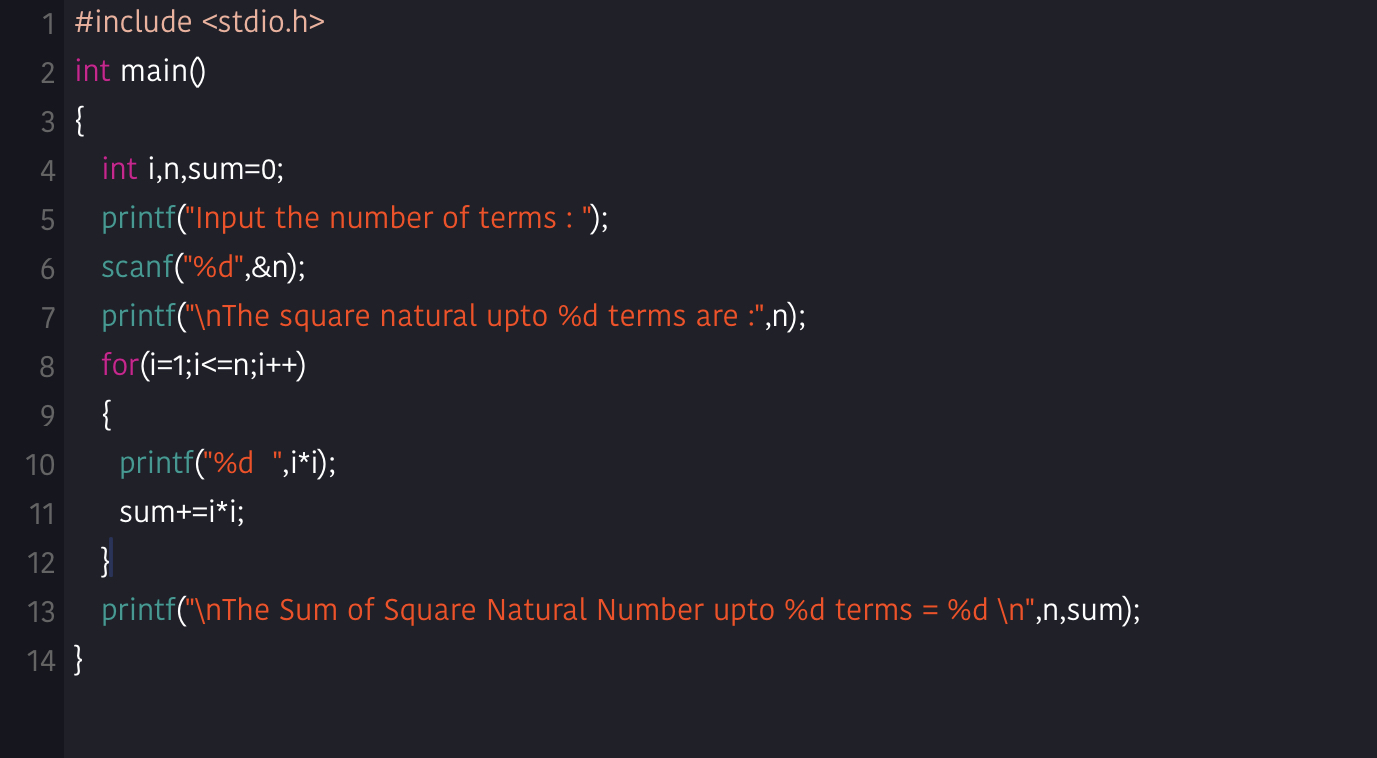 1 #include <stdio.h>
2 int main()
3 {
4 int i,n,sum=0;
5 printf("Input the number of terms : ");
6 scanf("%d",&n);
7 printf("\nThe square natural upto %d terms are :",n);
8 for(i=1;i<=n;i++)
9 {
10 printf("%d  ",i*i);
11 sum+=i*i;
12 }
13 printf("\nThe Sum of Square Natural Number upto %d terms = %d \n",n,sum);
14 }